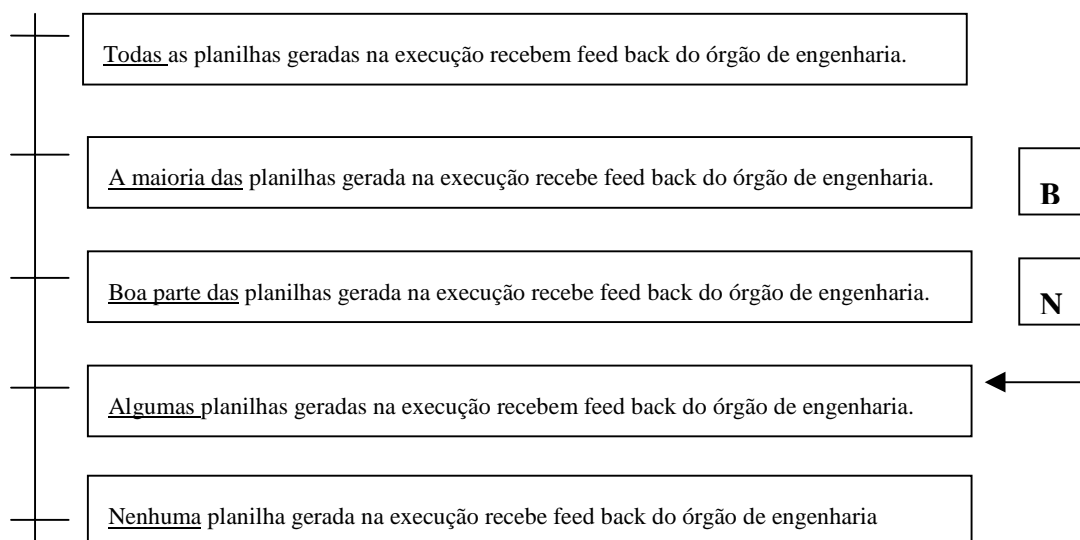 Todas as planilhas geradas na execução recebem feed back do órgão de engenharia.
A maioria das planilhas gerada na execução recebe feed back do órgão de engenharia.
B
Boa parte das planilhas gerada na execução recebe feed back do órgão de engenharia.
N
Algumas planilhas geradas na execução recebem feed back do órgão de engenharia.
Nenhuma planilha gerada na execução recebe feed back do órgão de engenharia